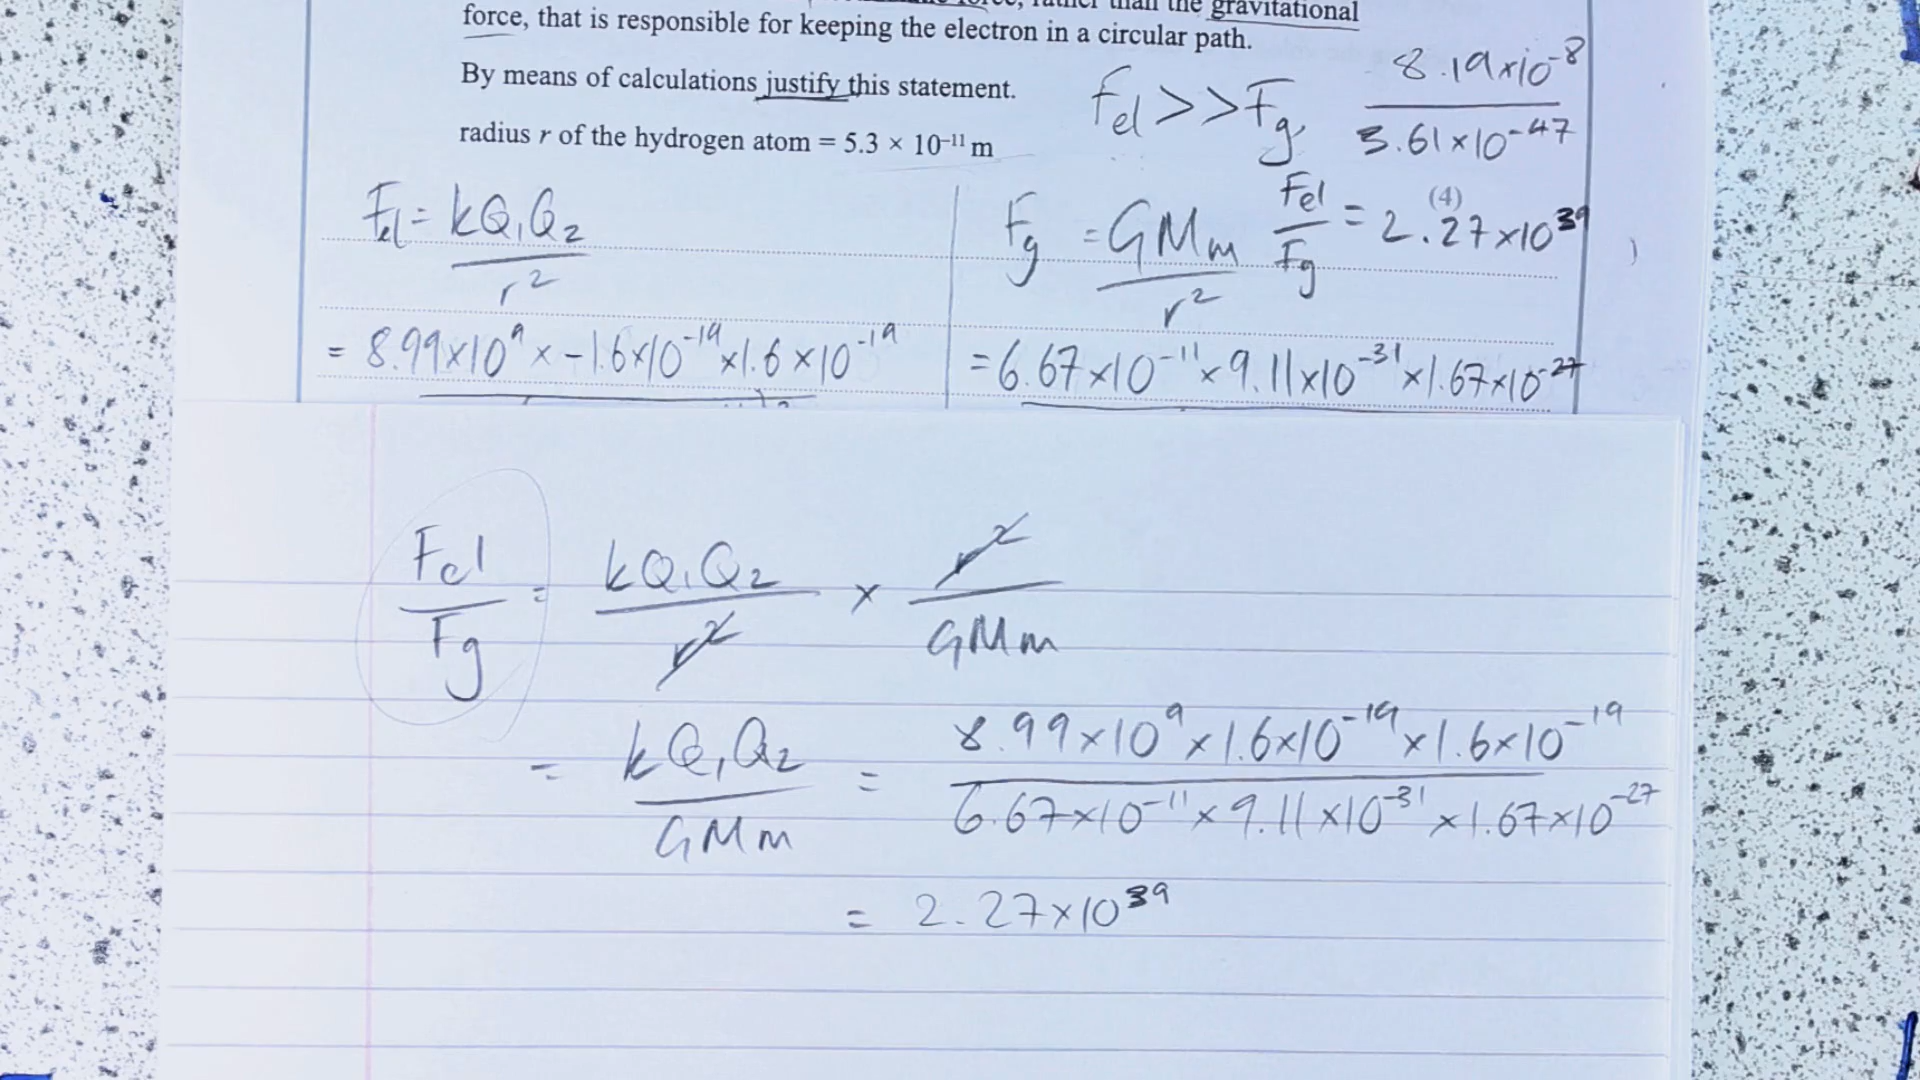 than the gravitational
force, that is responsible for keeping the electron in a circular path.
By means of calculations justify this statement.
radius r of the hydrogen atom = 5.3 × 10⁻¹¹ m
Fel >> Fg
8.19×10⁻⁸
3.61×10⁻⁴⁷
(4)
Fel = kQ₁Q₂
r²
= 8.99×10⁹ × -1.6×10⁻¹⁹ × 1.6×10⁻¹⁹
Fg = GMm
r²
Fel/Fg = 2.27×10³⁹
= 6.67×10⁻¹¹ × 9.11×10⁻³¹ × 1.67×10⁻²⁷
Fel/Fg = kQ₁Q₂/r² × r²/GMm
= kQ₁Q₂/GMm = 8.99×10⁹ × 1.6×10⁻¹⁹ × 1.6×10⁻¹⁹
6.67×10⁻¹¹ × 9.11×10⁻³¹ × 1.67×10⁻²⁷
= 2.27×10³⁹